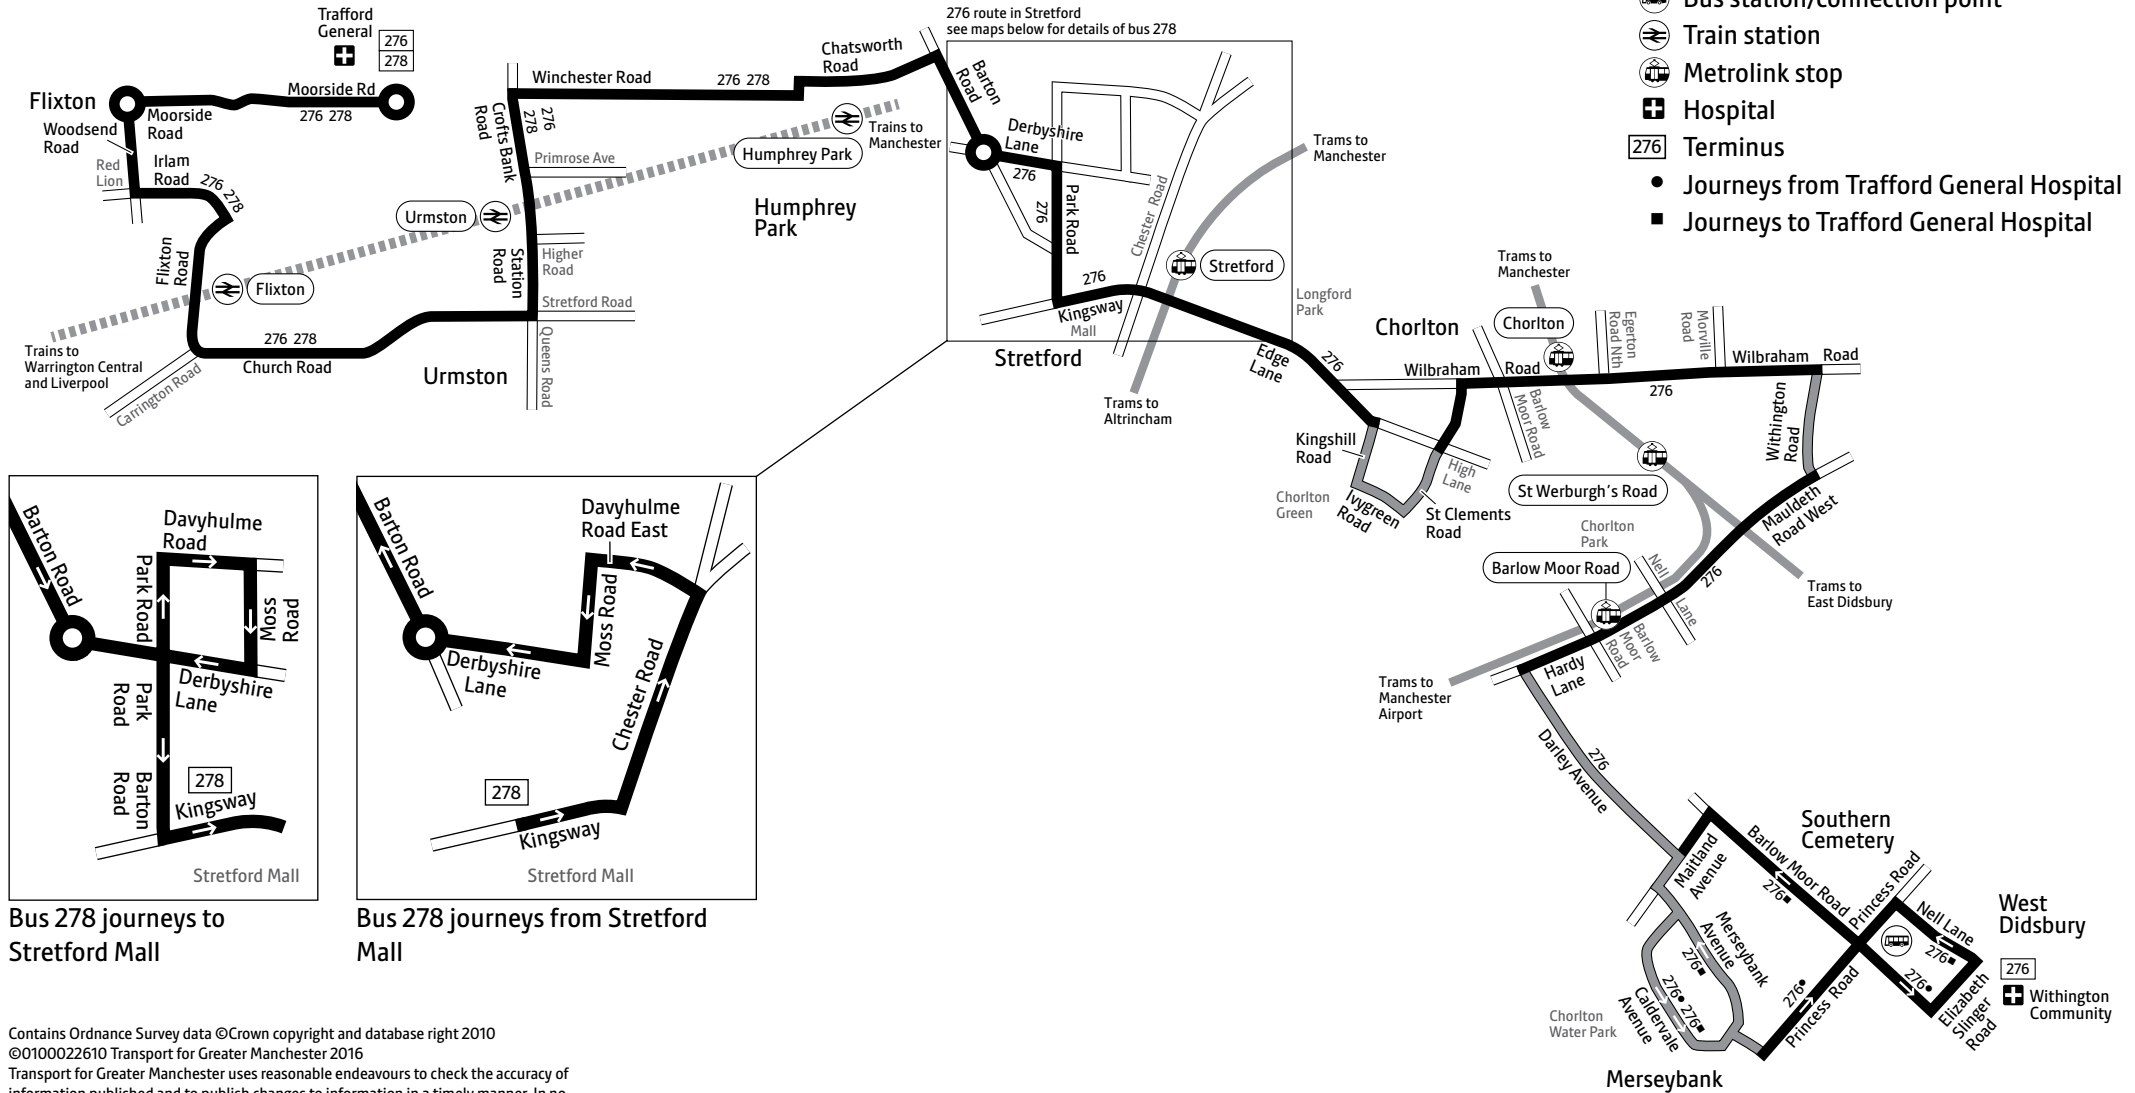 Trafford
General
276
278
Flixton
Moorside Rd
276 278
Moorside
Road
Woodsend
Road
Red
Lion
Irlam
Road
276 278
Flixton
Road
Flixton
Trains to
Warrington Central
and Liverpool
Carrington Road
276 278
Church Road
Urmston
Queens Road
Stretford Road
Station
Road
Higher
Road
Urmston
Primrose Ave
Crofts Bank
Road
276
278
Winchester Road
276 278
Chatsworth
Road
Humphrey Park
Trains to
Manchester
Humphrey
Park
276 route in Stretford
see maps below for details of bus 278
Barton
Road
Derbyshire
Lane
276
276
Park Road
Chester Road
276
Kingsway
Mall
Stretford
Trams to
Manchester
Stretford
Trams to
Altrincham
Longford
Park
Edge
Lane
276
Bus station/connection point
Train station
Metrolink stop
Hospital
276
Terminus
Journeys from Trafford General Hospital
Journeys to Trafford General Hospital
Trams to
Manchester
Chorlton
Chorlton
Wilbraham
Road
Egerton
Road Nth
Morville
Road
Wilbraham
Road
276
Barlow
Moor Road
Withington
Road
Kingshill
Road
High
Lane
Chorlton
Green
Ivygreen
Road
St Clements
Road
St Werburgh's Road
Mauldeth
Road West
Chorlton
Park
Barlow Moor Road
Nell
Lane
276
Trams to
East Didsbury
Barlow
Moor
Road
Hardy
Lane
Trams to
Manchester
Airport
Darley Avenue
276
Maitland
Avenue
Barlow Moor Road
276
Southern
Cemetery
Princess Road
Nell Lane
276
West
Didsbury
276
276
Withington
Community
Elizabeth
Slinger
Road
Merseybank
Avenue
276
276
276
Caldervale
Avenue
Chorlton
Water Park
276
Princess Road
Merseybank
Barton Road
Davyhulme
Road
Park Road
Moss
Road
Derbyshire
Lane
Park
Road
Barton
Road
278
Kingsway
Stretford Mall
Bus 278 journeys to
Stretford Mall
Barton Road
Davyhulme
Road East
Moss Road
Derbyshire
Lane
Chester Road
278
Kingsway
Stretford Mall
Bus 278 journeys from Stretford
Mall
Contains Ordnance Survey data ©Crown copyright and database right 2010
©0100022610 Transport for Greater Manchester 2016
Transport for Greater Manchester uses reasonable endeavours to check the accuracy of
information published and to publish changes to information in a timely manner. In no